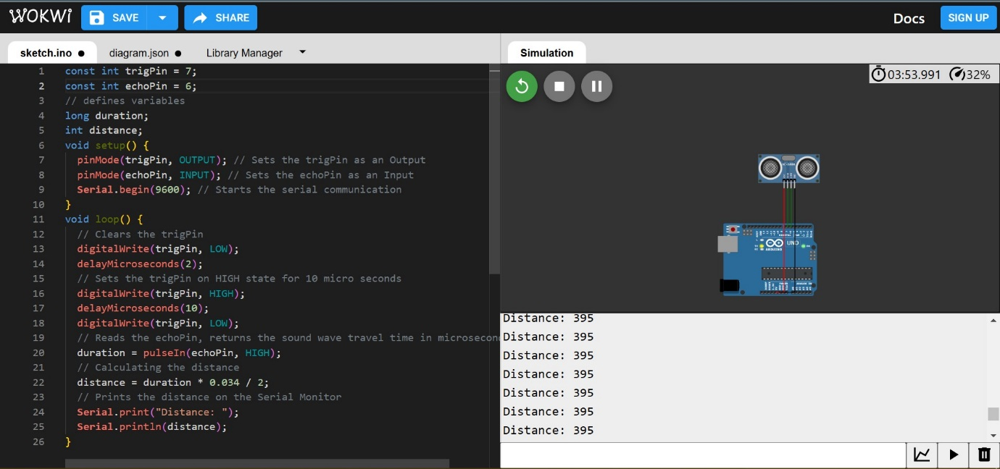 WOKWi SAVE SHARE Docs SIGN UP
sketch.ino ● diagram.json ● Library Manager Simulation
03:53.991 32%
1 const int trigPin = 7;
2 const int echoPin = 6;
3 // defines variables
4 long duration;
5 int distance;
6 void setup() {
7 pinMode(trigPin, OUTPUT); // Sets the trigPin as an Output
8 pinMode(echoPin, INPUT); // Sets the echoPin as an Input
9 Serial.begin(9600); // Starts the serial communication
10 }
11 void loop() {
12 // Clears the trigPin
13 digitalWrite(trigPin, LOW);
14 delayMicroseconds(2);
15 // Sets the trigPin on HIGH state for 10 micro seconds
16 digitalWrite(trigPin, HIGH);
17 delayMicroseconds(10);
18 digitalWrite(trigPin, LOW);
19 // Reads the echoPin, returns the sound wave travel time in microsecon
20 duration = pulseIn(echoPin, HIGH);
21 // Calculating the distance
22 distance = duration * 0.034 / 2;
23 // Prints the distance on the Serial Monitor
24 Serial.print("Distance: ");
25 Serial.println(distance);
26 }
UNO
ARDUINO
Distance: 395
Distance: 395
Distance: 395
Distance: 395
Distance: 395
Distance: 395
Distance: 395